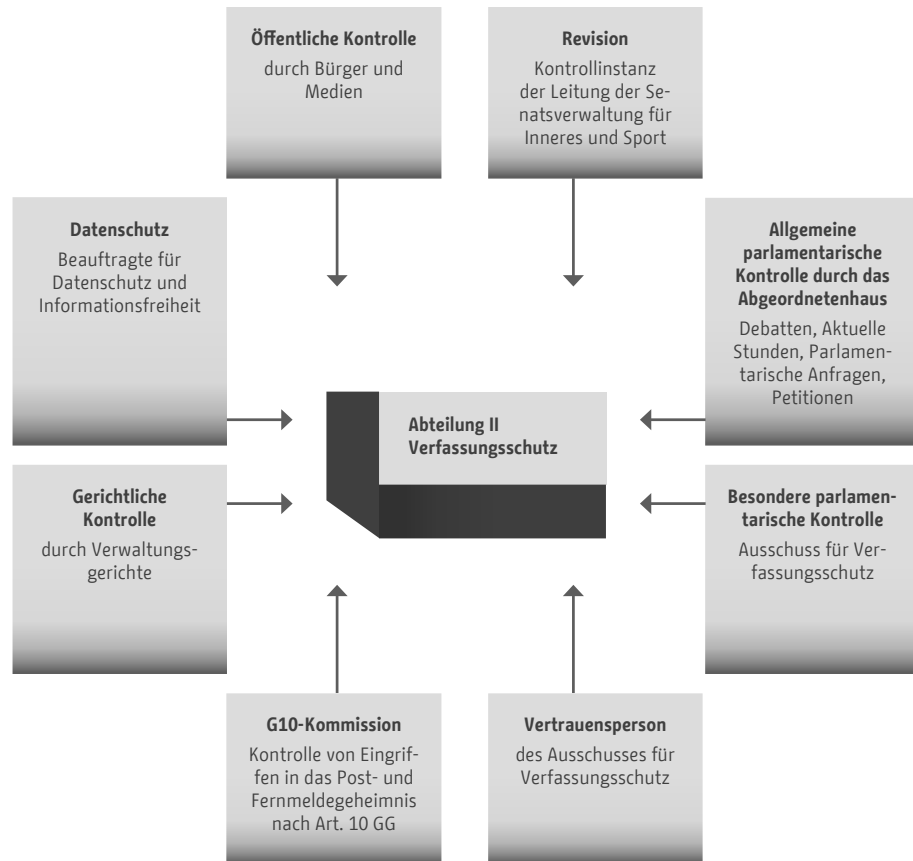 Öffentliche Kontrolle
durch Bürger und
Medien
Revision
Kontrollinstanz
der Leitung der Se-
natsverwaltung für
Inneres und Sport
Datenschutz
Beauftragte für
Datenschutz und
Informationsfreiheit
Allgemeine
parlamentarische
Kontrolle durch das
Abgeordnetenhaus
Debatten, Aktuelle
Stunden, Parlamen-
tarische Anfragen,
Petitionen
Abteilung II
Verfassungsschutz
Gerichtliche
Kontrolle
durch Verwaltungs-
gerichte
Besondere parlamen-
tarische Kontrolle
Ausschuss für Ver-
fassungsschutz
G10-Kommission
Kontrolle von Eingrif-
fen in das Post- und
Fernmeldegeheimnis
nach Art. 10 GG
Vertrauensperson
des Ausschusses für
Verfassungsschutz